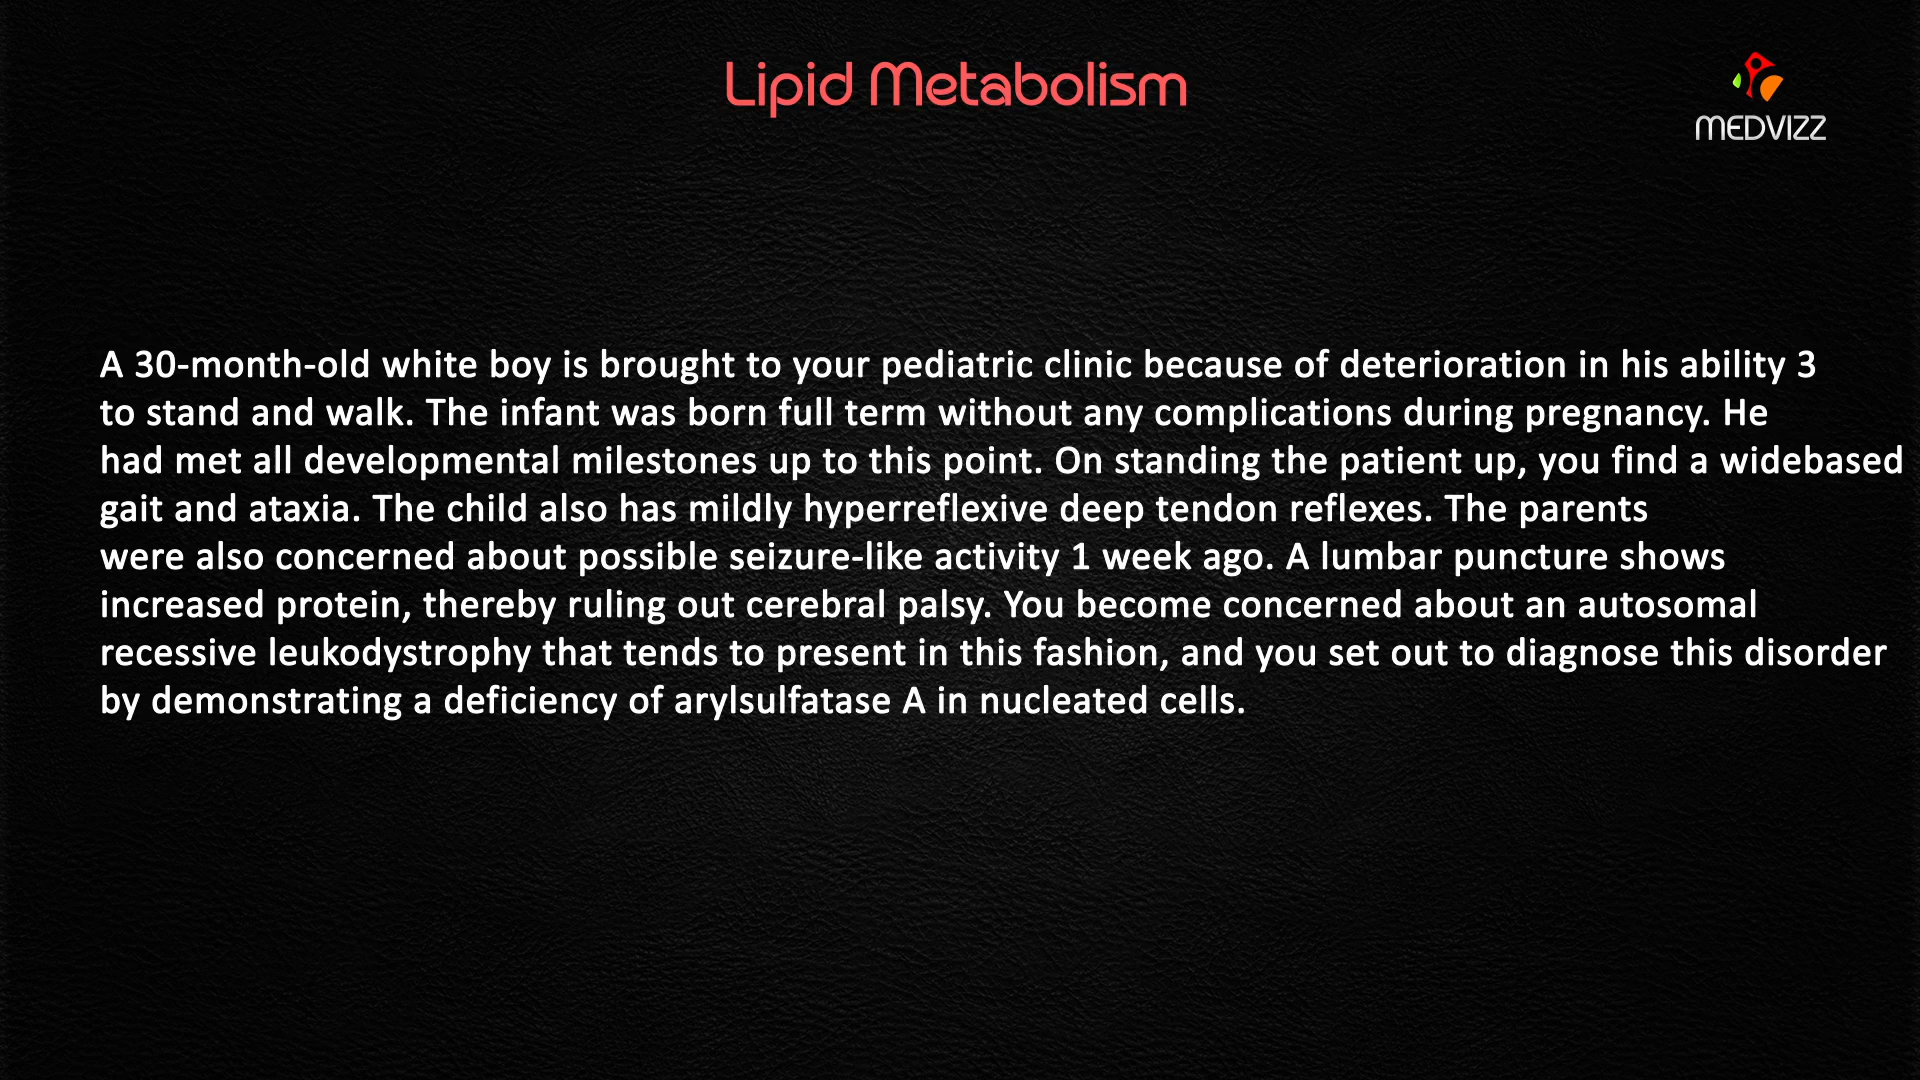 Lipid Metabolism
MEDVIZZ
A 30-month-old white boy is brought to your pediatric clinic because of deterioration in his ability 3
to stand and walk. The infant was born full term without any complications during pregnancy. He
had met all developmental milestones up to this point. On standing the patient up, you find a widebased
gait and ataxia. The child also has mildly hyperreflexive deep tendon reflexes. The parents
were also concerned about possible seizure-like activity 1 week ago. A lumbar puncture shows
increased protein, thereby ruling out cerebral palsy. You become concerned about an autosomal
recessive leukodystrophy that tends to present in this fashion, and you set out to diagnose this disorder
by demonstrating a deficiency of arylsulfatase A in nucleated cells.